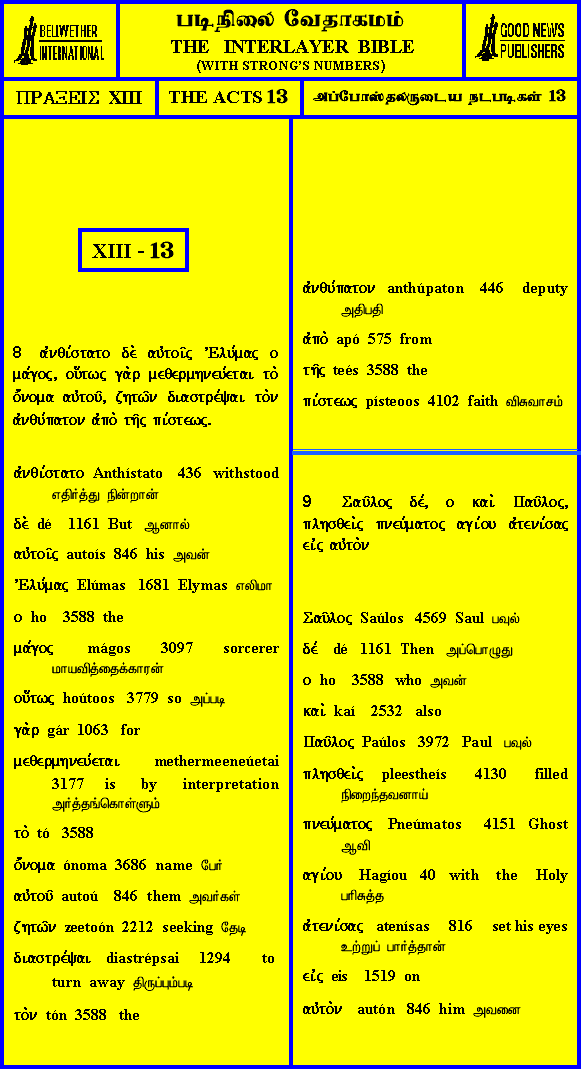 BELLWETHER
INTERNATIONAL
படிநிலை வேதாகமம்
THE INTERLAYER BIBLE
(WITH STRONG'S NUMBERS)
GOOD NEWS
PUBLISHERS
ΠΡΑΞΕΙΣ XIII
THE ACTS 13
அப்போஸ்தலருடைய நடபடிகள் 13
XIII - 13
8 ἀνθίστατο δὲ αὐτοῖς Ἐλύμας ο
μάγος, οὕτως γὰρ μεθερμηνεύεται τὸ
ὄνομα αὐτοῦ, ζητῶν διαστρέψαι τὸν
ἀνθύπατον ἀπὸ τῆς πίστεως.
ἀνθίστατο Anthístato 436 withstood
எதிர்த்து நின்றான்
δὲ dé 1161 But ஆனால்
αὐτοῖς autoís 846 his அவன்
Ἐλύμας Elúmas 1681 Elymas எலிமா
ο ho 3588 the
μάγος mágos 3097 sorcerer
மாயவித்தைக்காரன்
οὕτως hoútoos 3779 so அப்படி
γὰρ gár 1063 for
μεθερμηνεύεται methermeeneúetai
3177 is by interpretation
அர்த்தங்கொள்ளும்
τὸ tó 3588
ὄνομα ónoma 3686 name பேர்
αὐτοῦ autoú 846 them அவர்கள்
ζητῶν zeetoón 2212 seeking தேடி
διαστρέψαι diastrépsai 1294 to
turn away திருப்பும்படி
τὸν tón 3588 the
ἀνθύπατον anthúpaton 446 deputy
அதிபதி
ἀπὸ apó 575 from
τῆς teés 3588 the
πίστεως písteoos 4102 faith விசுவாசம்
9 Σαῦλος δέ, ο καὶ Παῦλος,
πλησθεὶς πνεύματος αγίου ἀτενίσας
εἰς αὐτὸν
Σαῦλος Saúlos 4569 Saul பவுல்
δέ dé 1161 Then அப்பொழுது
ο ho 3588 who அவன்
καὶ kaí 2532 also
Παῦλος Paúlos 3972 Paul பவுல்
πλησθεὶς pleestheís 4130 filled
நிறைந்தவனாய்
πνεύματος Pneúmatos 4151 Ghost
ஆவி
αγίου Hagíou 40 with the Holy
பரிசுத்த
ἀτενίσας atenísas 816 set his eyes
உற்றுப் பார்த்தான்
εἰς eis 1519 on
αὐτὸν autón 846 him அவனை